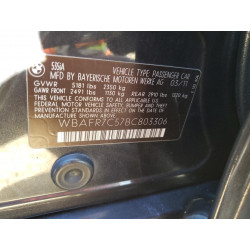 535iA
VEHICLE TYPE PASSENGER CAR
MFD BY BAYERISCHE MOTOREN WERKE AG 03/11
GVWR 5181 lbs 2350 kg
GAWR FRONT 2491 lbs 1130 kg REAR 2910 lbs 1320 kg
THIS VEHICLE CONFORMS TO ALL APPLICABLE
FEDERAL MOTOR VEHICLE SAFETY, BUMPER,
AND THEFT PREVENTION STANDARDS IN EFFECT
ON THE DATE OF MANUFACTURE SHOWN ABOVE.
WBAFR7C57BC803306